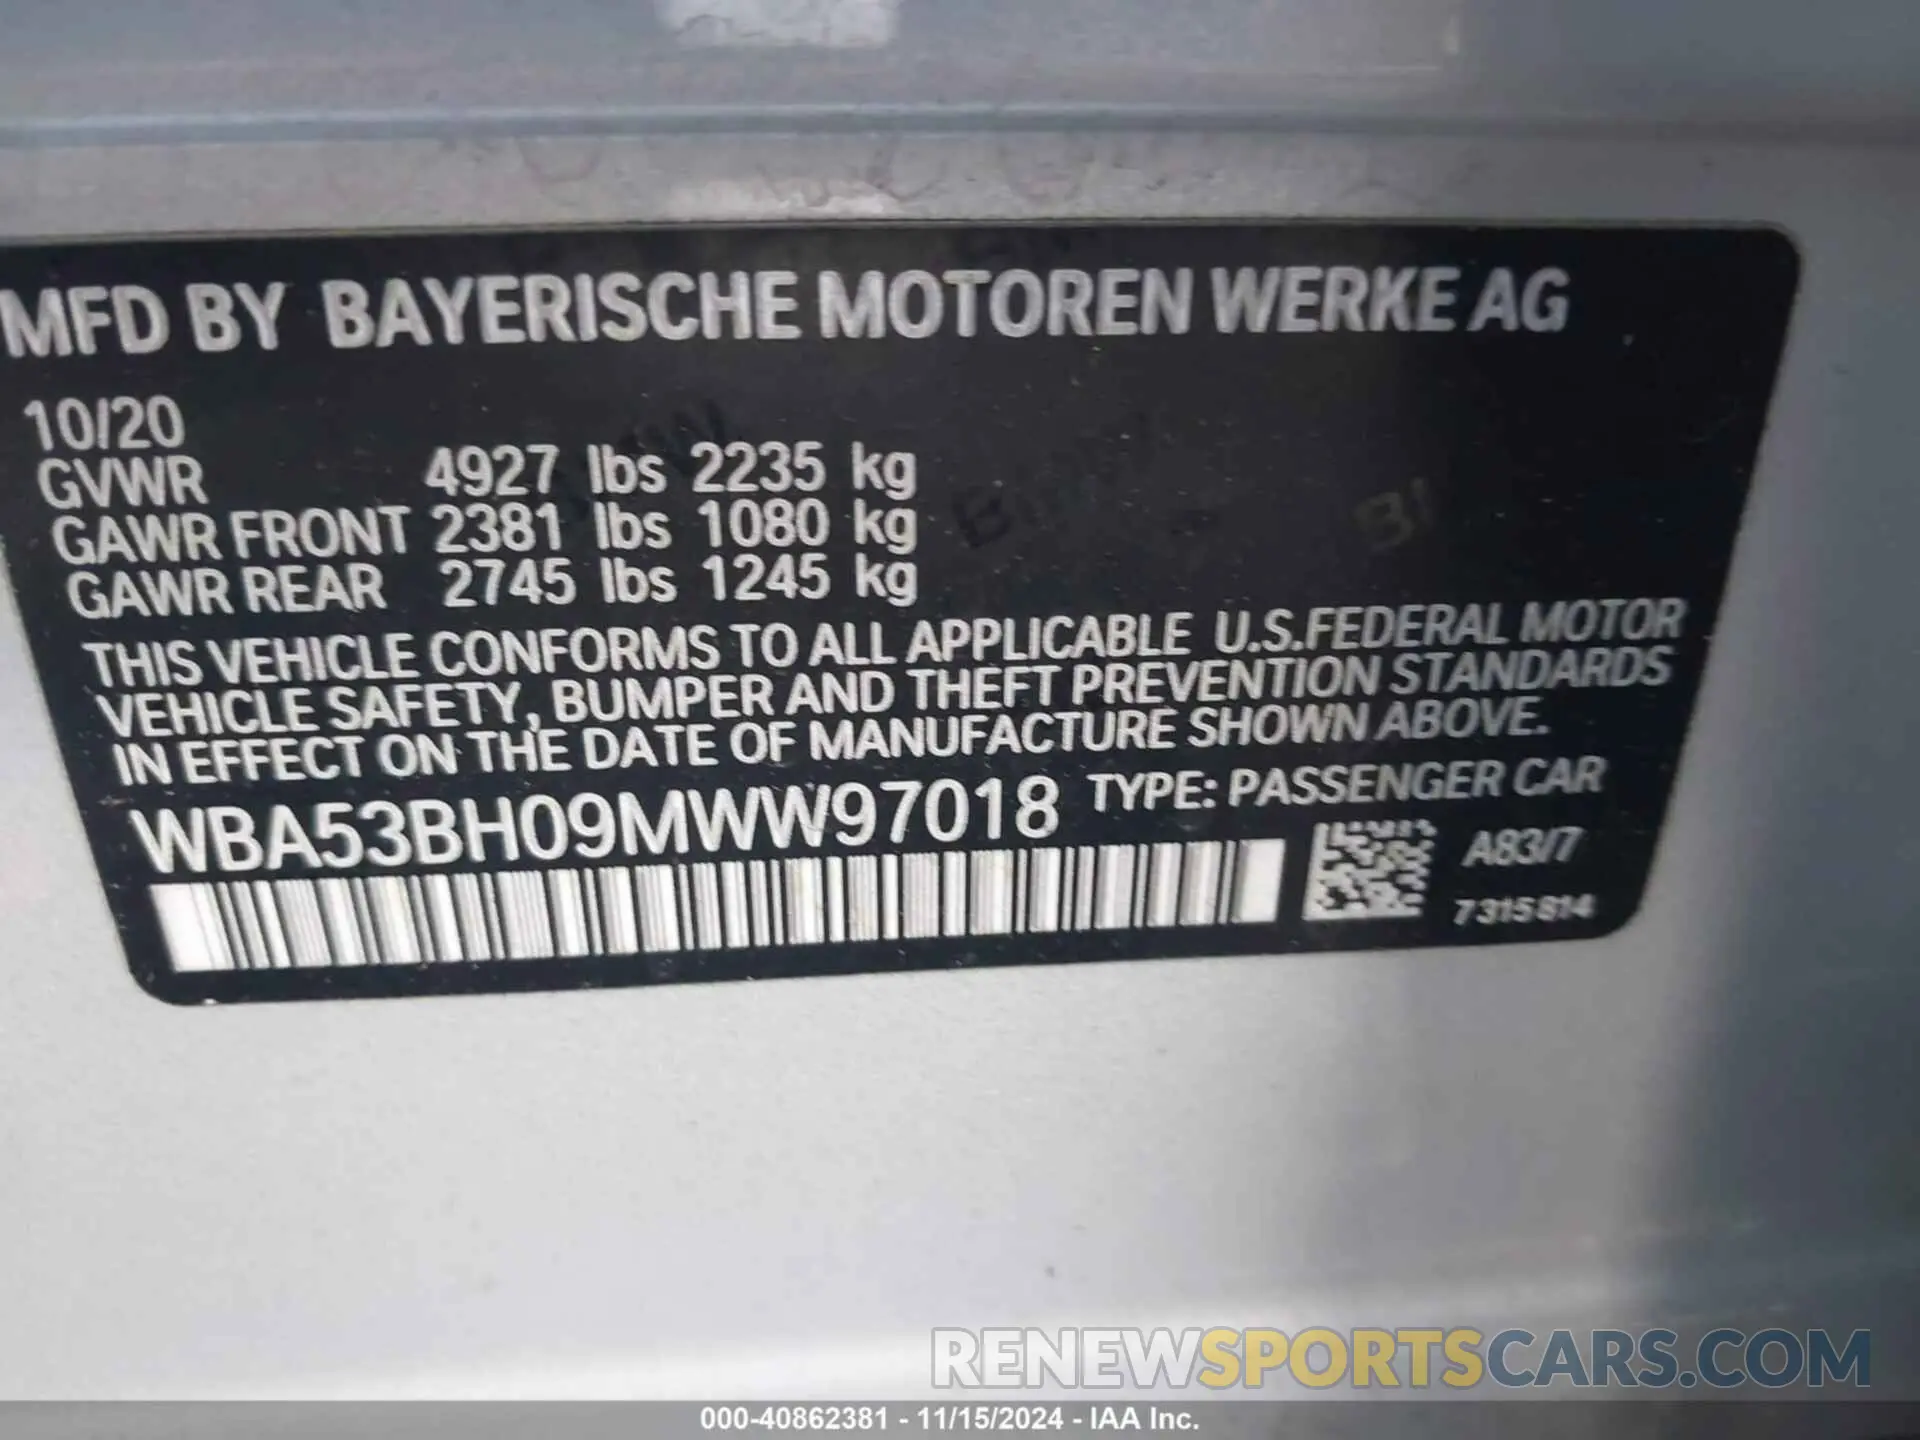 MFD BY BAYERISCHE MOTOREN WERKE AG
10/20
GVWR 4927 lbs 2235 kg
GAWR FRONT 2381 lbs 1080 kg
GAWR REAR 2745 lbs 1245 kg
THIS VEHICLE CONFORMS TO ALL APPLICABLE U.S.FEDERAL MOTOR
VEHICLE SAFETY, BUMPER AND THEFT PREVENTION STANDARDS
IN EFFECT ON THE DATE OF MANUFACTURE SHOWN ABOVE.
WBA53BH09MWW97018 TYPE: PASSENGER CAR
A83/7
7315814
RENEWSPORTSCARS.COM
000-40862381 - 11/15/2024 - IAA Inc.